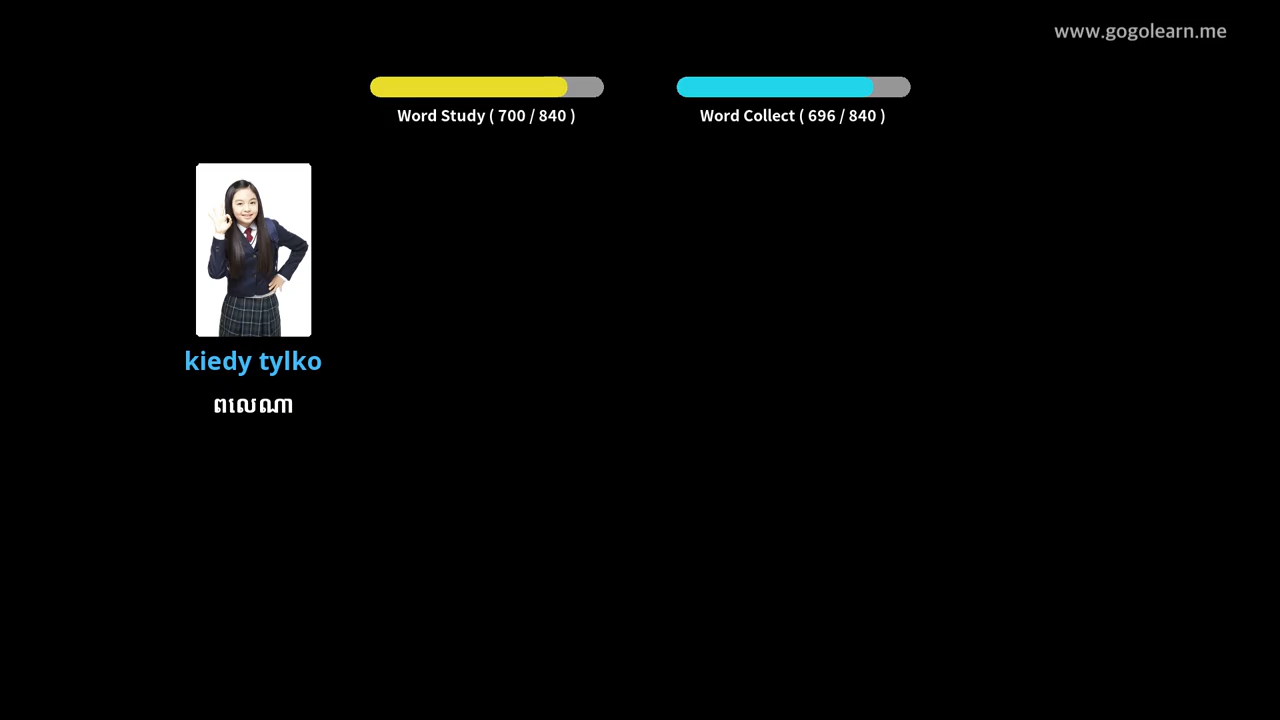 www.gogolearn.me
Word Study ( 700 / 840 )
Word Collect ( 696 / 840 )
kiedy tylko
ពលេណា